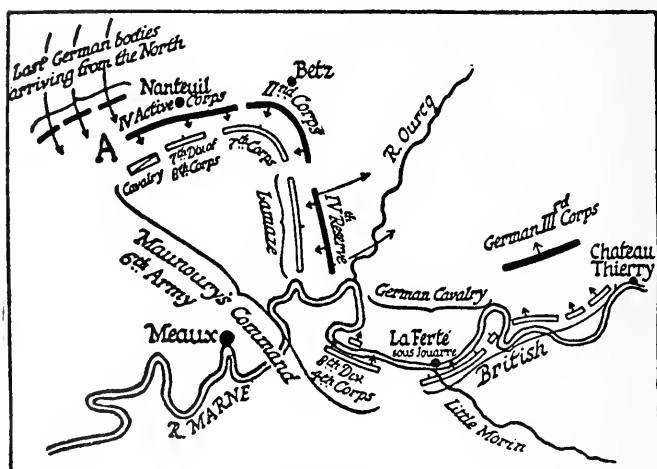 Last German bodies
arriving from the North
Nanteuil
Betz
IV Active Corps
IInd Corps
A
Cavalry
7th Div of
8th Corps
7th Corps
Lamaze
IVth Reserve
R. Ourcq
German IIIrd Corps
Chateau
Thierry
Maunoury's Command
6th Army
German Cavalry
Meaux
La Ferté
sous Jouarre
8th Div
4th Corps
British
R. MARNE
Little Morin